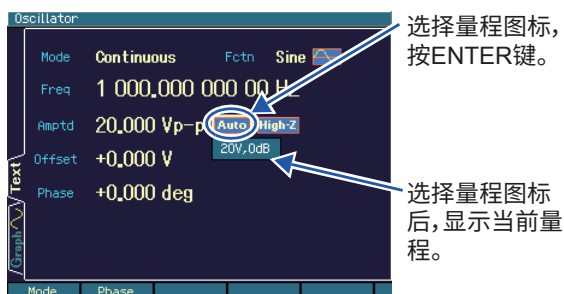 Oscillator
Mode Continuous Fctn Sine
Freq 1 000.000 000 00 Hz
Amptd 20.000 Vp-p Auto High-Z
20V,0dB
Offset +0.000 V
Phase +0.000 deg
Text
Graph
Mode Phase
选择量程图标，
按ENTER键。
选择量程图标
后，显示当前量
程。